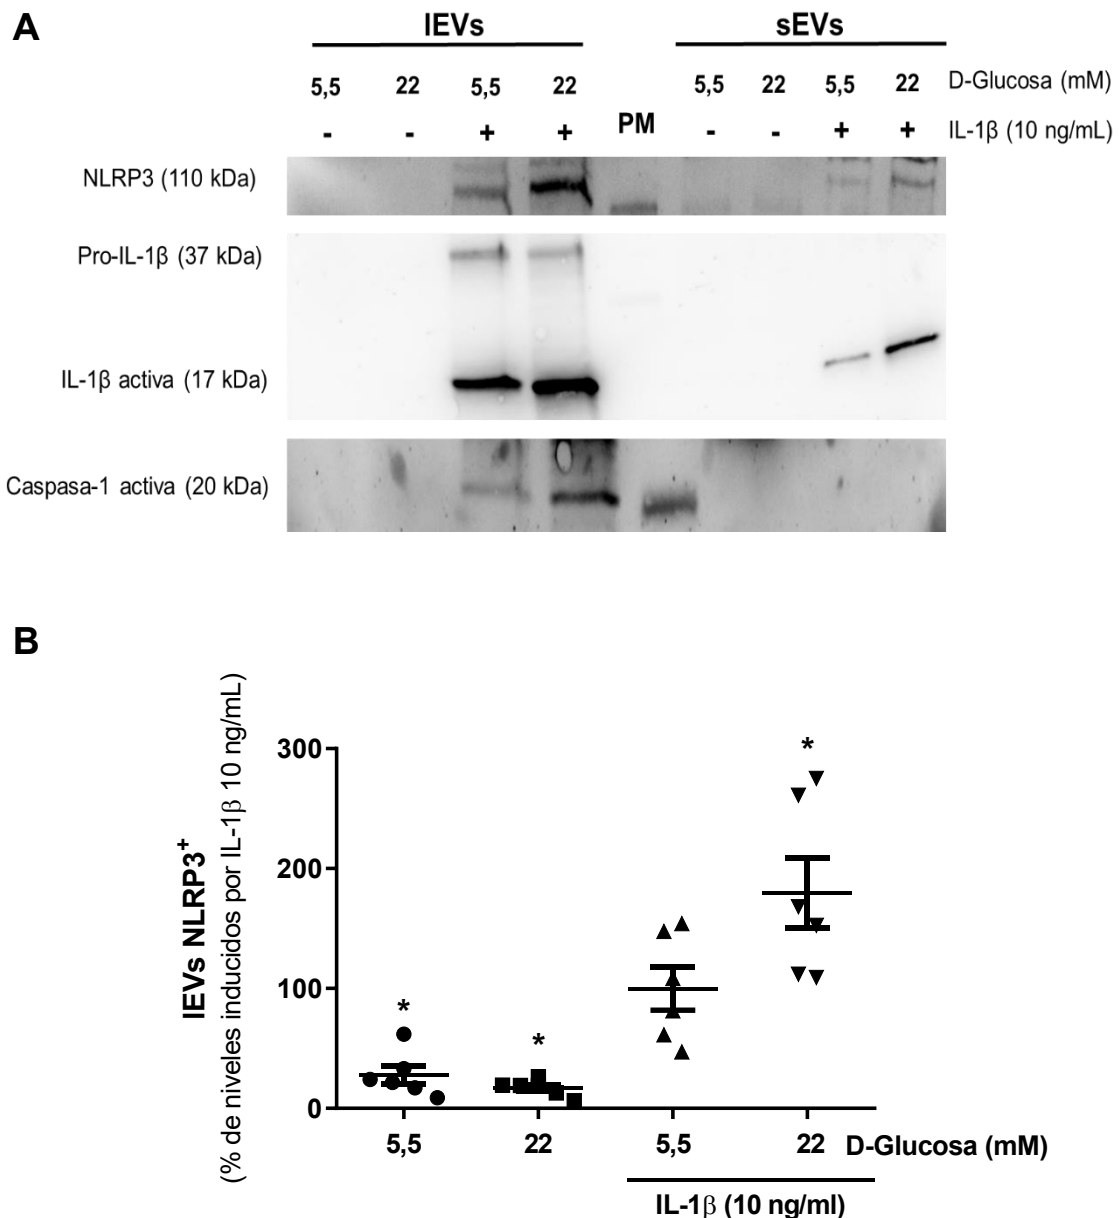 A
lEVs sEVs
5,5 22 5,5 22 5,5 22 5,5 22 D-Glucosa (mM)
- - + + PM - - + + IL-1β (10 ng/mL)
NLRP3 (110 kDa)
Pro-IL-1β (37 kDa)
IL-1β activa (17 kDa)
Caspasa-1 activa (20 kDa)
B
lEVs NLRP3⁺
(% de niveles inducidos por IL-1β 10 ng/mL)
300
200
100
0
*
*
*
5,5 22 5,5 22 D-Glucosa (mM)
IL-1β (10 ng/ml)